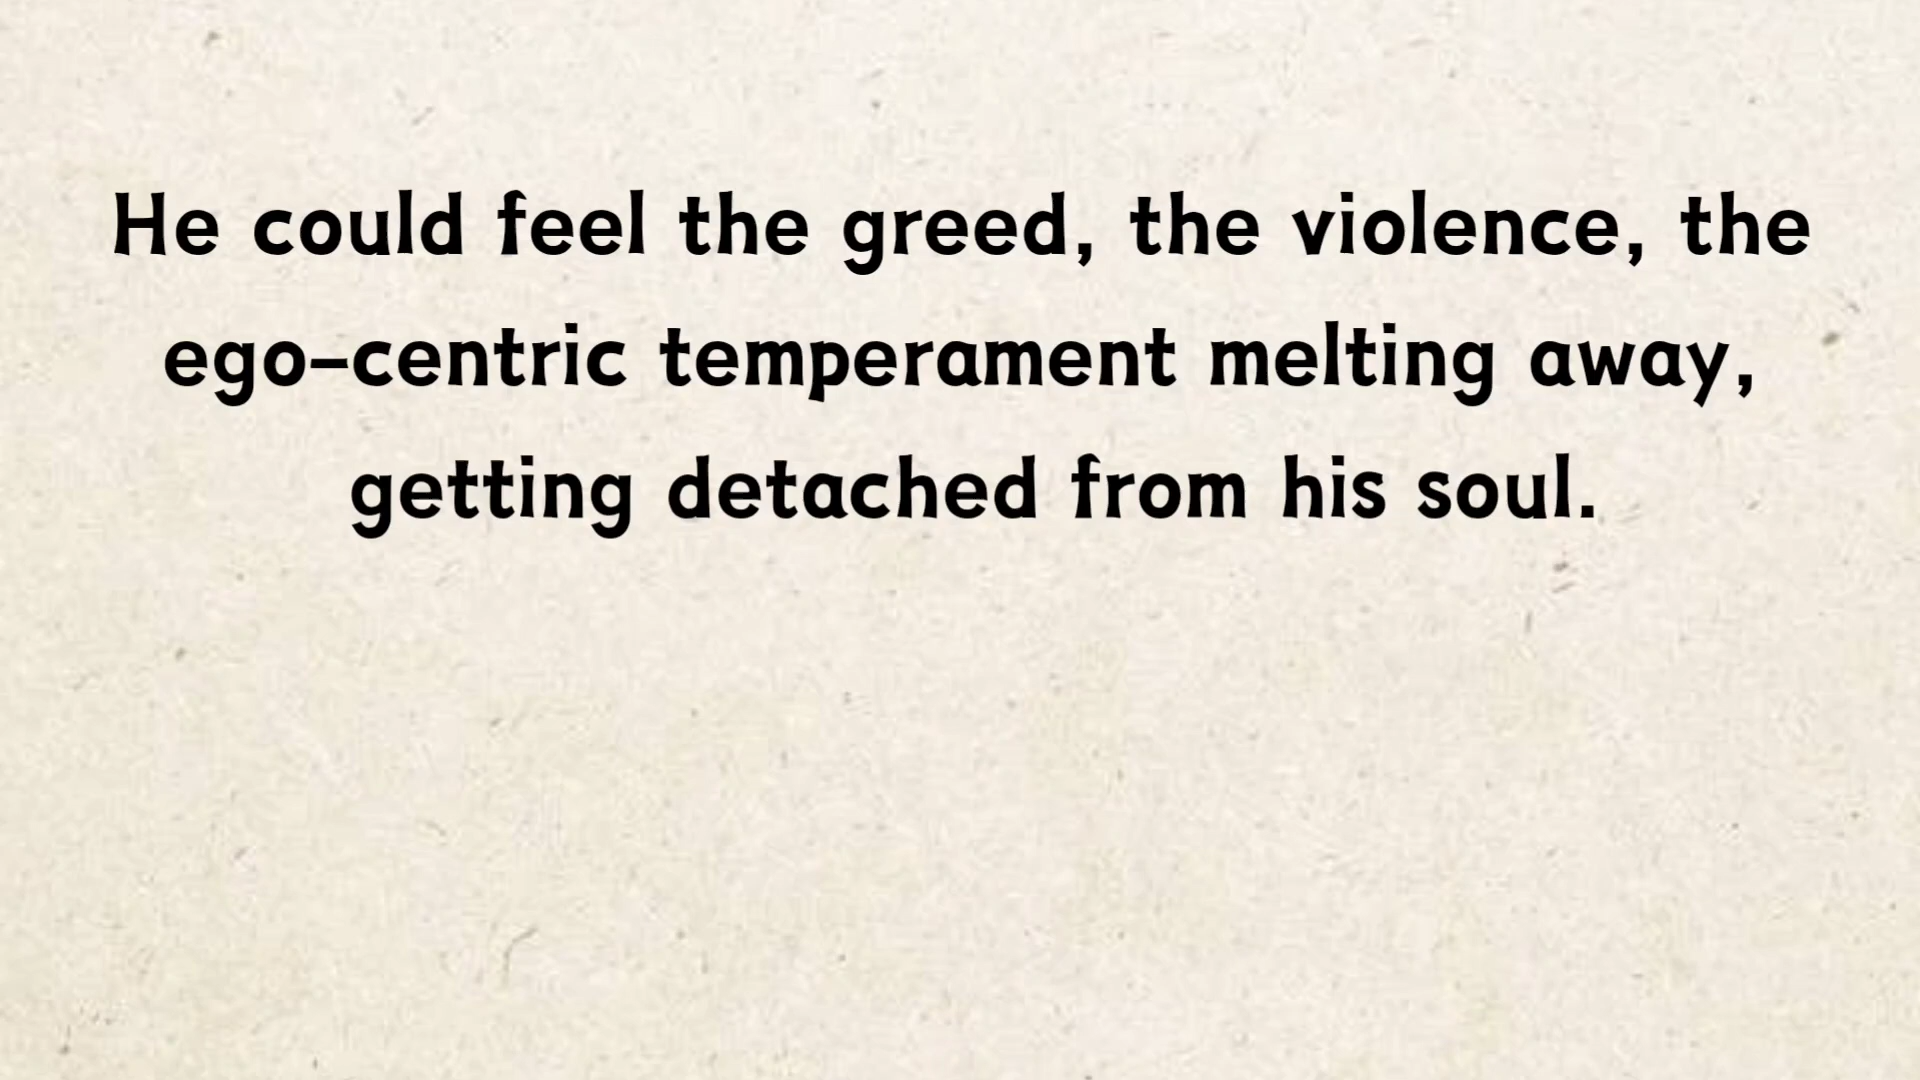 He could feel the greed, the violence, the
ego-centric temperament melting away,
getting detached from his soul.